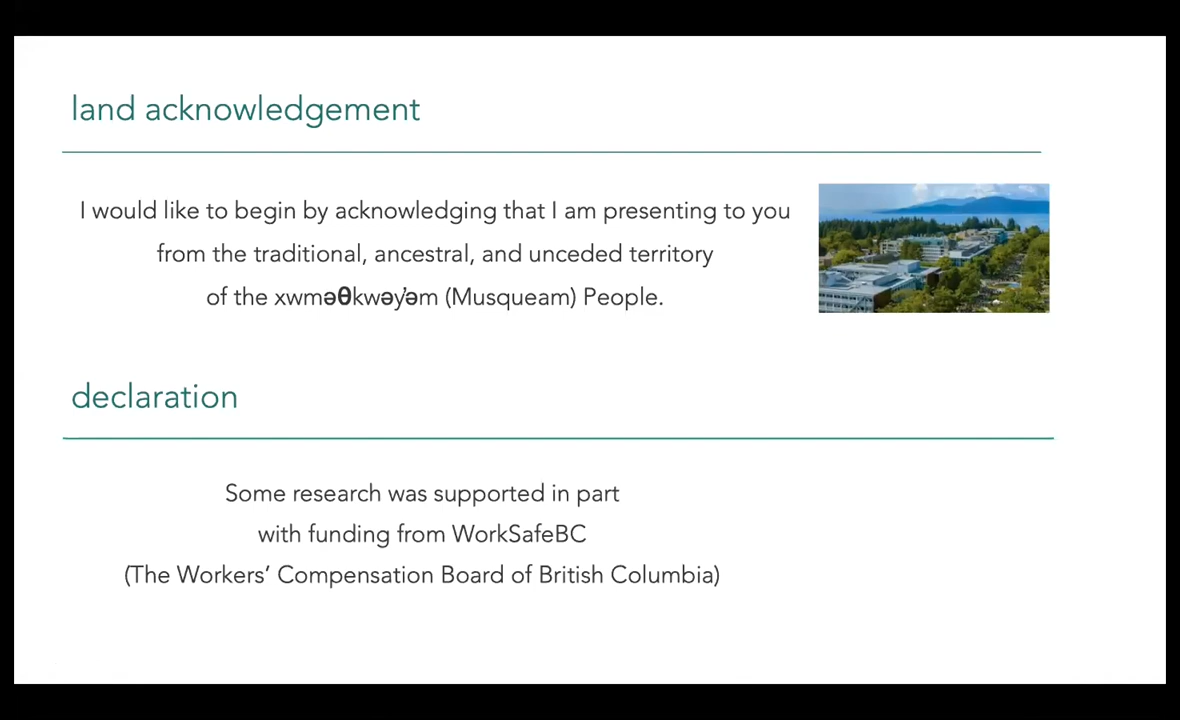 land acknowledgement
I would like to begin by acknowledging that I am presenting to you
from the traditional, ancestral, and unceded territory
of the xwməθkwəy̓əm (Musqueam) People.
declaration
Some research was supported in part
with funding from WorkSafeBC
(The Workers’ Compensation Board of British Columbia)